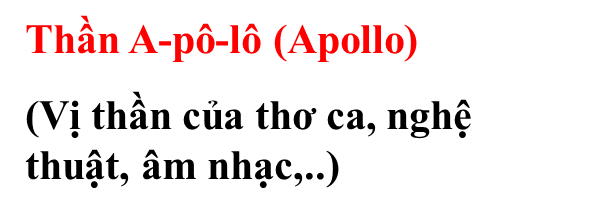 Thần A-pô-lô (Apollo)
(Vị thần của thơ ca, nghệ
thuật, âm nhạc,..)